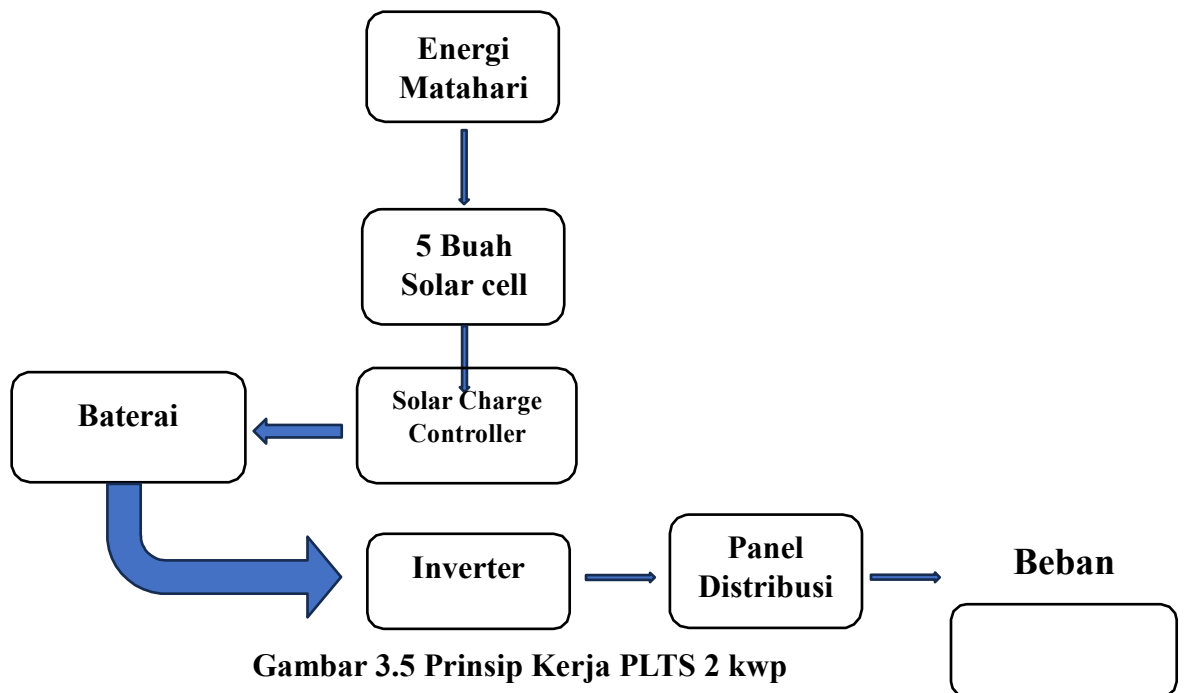 Energi
Matahari
5 Buah
Solar cell
Solar Charge
Controller
Baterai
Inverter
Panel
Distribusi
Beban
Gambar 3.5 Prinsip Kerja PLTS 2 kwp